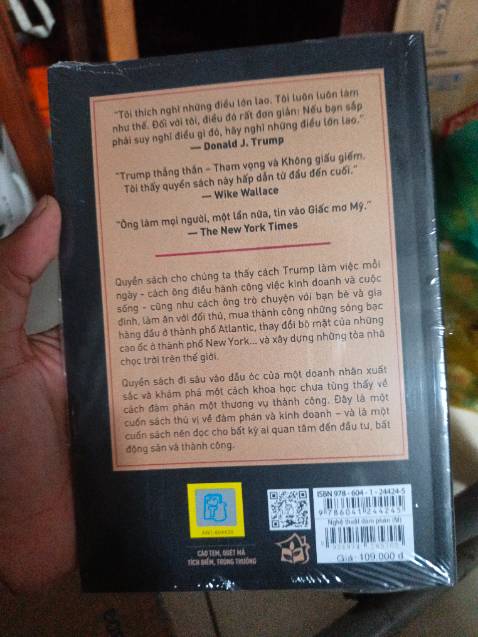 “Tôi thích nghĩ những điều lớn lao. Tôi luôn luôn làm
như thế. Đối với tôi, điều đó rất đơn giản: Nếu bạn sắp
phải suy nghĩ điều gì đó, hãy nghĩ những điều lớn lao.”
— Donald J. Trump
“Trump thẳng thắn – Tham vọng và Không giấu giếm.
Tôi thấy quyển sách này hấp dẫn từ đầu đến cuối.”
— Wike Wallace
“Ông làm mọi người, một lần nữa, tin vào Giấc mơ Mỹ.”
— The New York Times
Quyển sách cho chúng ta thấy cách Trump làm việc mỗi
ngày - cách ông điều hành công việc kinh doanh và cuộc
sống - cũng như cách ông trò chuyện với bạn bè và gia
đình, làm ăn với đối thủ, mua thành công những sòng bạc
hàng đầu ở thành phố Atlantic, thay đổi bộ mặt của những
cao ốc ở thành phố New York... và xây dựng những tòa nhà
chọc trời trên thế giới.
Quyển sách đi sâu vào đầu óc của một doanh nhân xuất
sắc và khám phá một cách khoa học chưa từng thấy về
cách đàm phán một thương vụ thành công. Đây là một
cuốn sách thú vị về đàm phán và kinh doanh – và là một
cuốn sách nên đọc cho bất kỳ ai quan tâm đến đầu tư, bất
động sản và thành công.
ISBN 978 - 604 - 1 - 24424-5
9 786041 244245
Nghệ thuật đàm phán (M)
Giá: 109.000 đ
CÀO TEM, QUÉT MÃ
TÍCH ĐIỂM, TRÚNG THƯỞNG